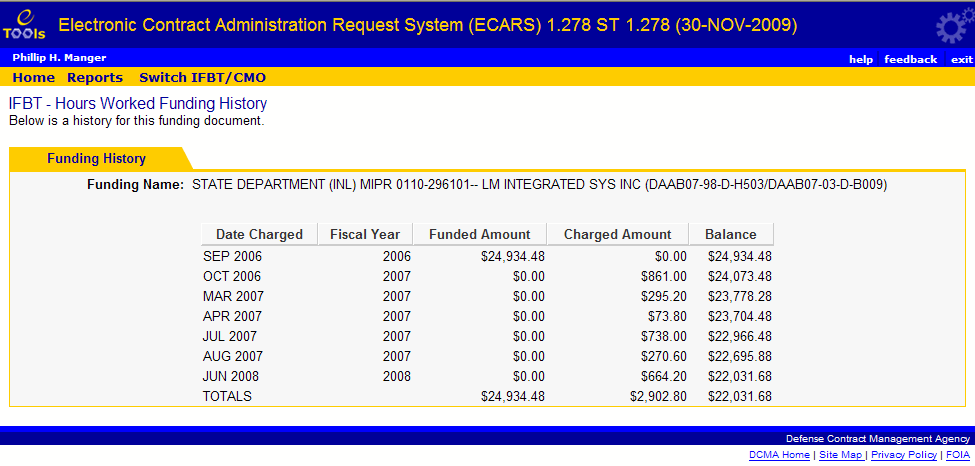 e
TOOls
Electronic Contract Administration Request System (ECARS) 1.278 ST 1.278 (30-NOV-2009)
Phillip H. Manger
help feedback exit
Home Reports Switch IFBT/CMO
IFBT - Hours Worked Funding History
Below is a history for this funding document.
Funding History
Funding Name: STATE DEPARTMENT (INL) MIPR 0110-296101-- LM INTEGRATED SYS INC (DAAB07-98-D-H503/DAAB07-03-D-B009)
Date Charged Fiscal Year Funded Amount Charged Amount Balance
SEP 2006 2006 $24,934.48 $0.00 $24,934.48
OCT 2006 2007 $0.00 $861.00 $24,073.48
MAR 2007 2007 $0.00 $295.20 $23,778.28
APR 2007 2007 $0.00 $73.80 $23,704.48
JUL 2007 2007 $0.00 $738.00 $22,966.48
AUG 2007 2007 $0.00 $270.60 $22,695.88
JUN 2008 2008 $0.00 $664.20 $22,031.68
TOTALS $24,934.48 $2,902.80 $22,031.68
Defense Contract Management Agency
DCMA Home | Site Map | Privacy Policy | FOIA